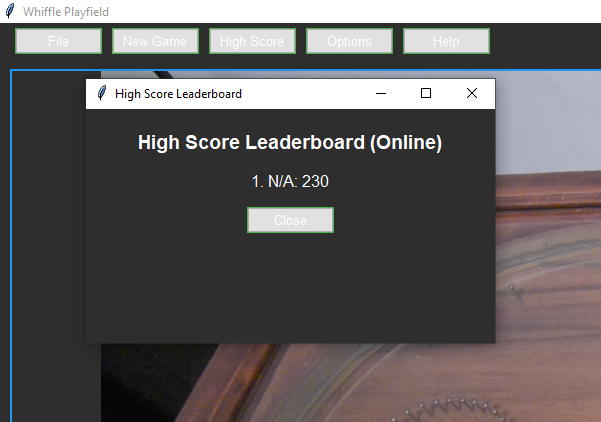 Whiffle Playfield
File New Game High Score Options Help
High Score Leaderboard
High Score Leaderboard (Online)
1. N/A: 230
Close